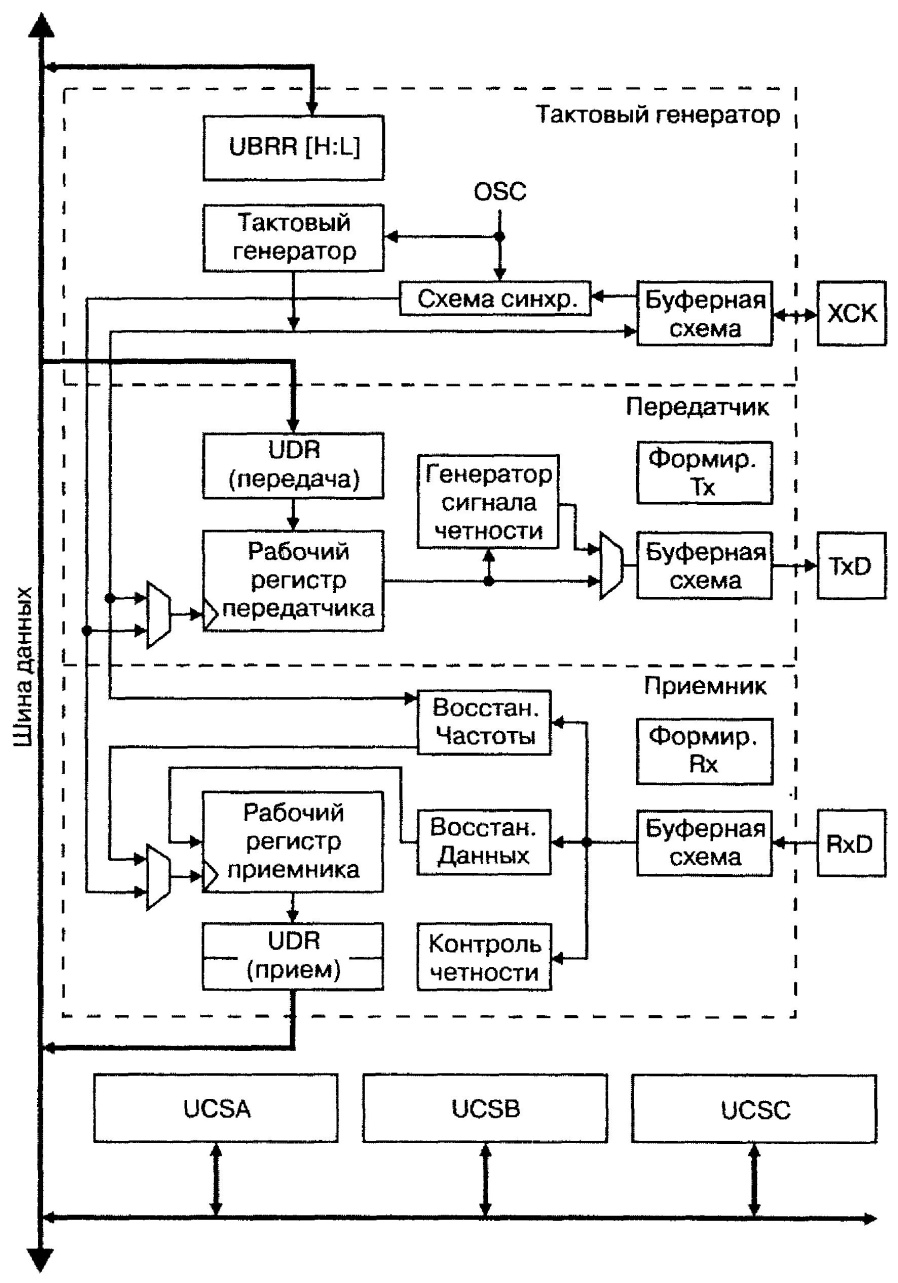 Тактовый генератор
UBRR [H:L]
OSC
Тактовый
генератор
Схема синхр.
Буферная
схема
XCK
Передатчик
UDR
(передача)
Генератор
сигнала
четности
Формир.
Tx
Рабочий
регистр
передатчика
Буферная
схема
TxD
Шина данных
Приемник
Восстан.
Частоты
Формир.
Rx
Рабочий
регистр
приемника
Восстан.
Данных
Буферная
схема
RxD
UDR
(прием)
Контроль
четности
UCSA
UCSB
UCSC